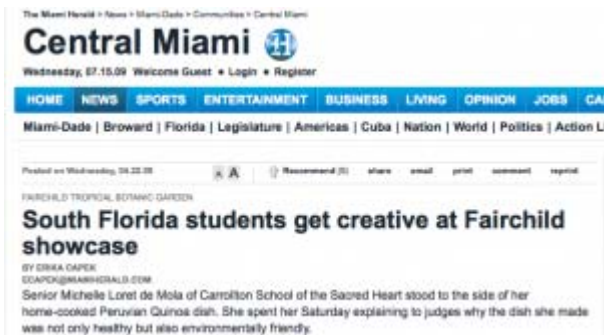 The Miami Herald > News > Miami-Dade > Communities > Central Miami
Central Miami
Wednesday, 07.15.09 Welcome Guest • Login • Register
HOME NEWS SPORTS ENTERTAINMENT BUSINESS LIVING OPINION JOBS CA
Miami-Dade | Broward | Florida | Legislature | Americas | Cuba | Nation | World | Politics | Action L
Posted on Wednesday, 04.22.09 A A Recommend (0) share email print comment reprint
FAIRCHILD TROPICAL BOTANIC GARDEN
South Florida students get creative at Fairchild
showcase
BY ERIKA CAPEK
ECAPEK@MIAMIHERALD.COM
Senior Michelle Loret de Mola of Carrollton School of the Sacred Heart stood to the side of her
home-cooked Peruvian Quinoa dish. She spent her Saturday explaining to judges why the dish she made
was not only healthy but also environmentally friendly.